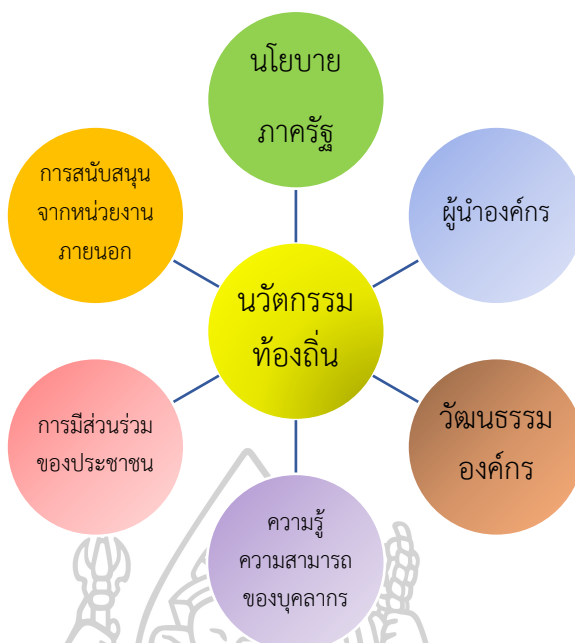 นโยบาย
ภาครัฐ
การสนับสนุน
จากหน่วยงาน
ภายนอก
ผู้นำองค์กร
นวัตกรรม
ท้องถิ่น
การมีส่วนร่วม
ของประชาชน
วัฒนธรรม
องค์กร
ความรู้
ความสามารถ
ของบุคลากร